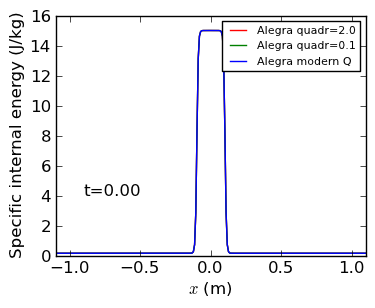 16
14
12
10
8
6
4
2
0
Specific internal energy (J/kg)
Alegra quadr=2.0
Alegra quadr=0.1
Alegra modern Q
t=0.00
−1.0 −0.5 0.0 0.5 1.0
x (m)